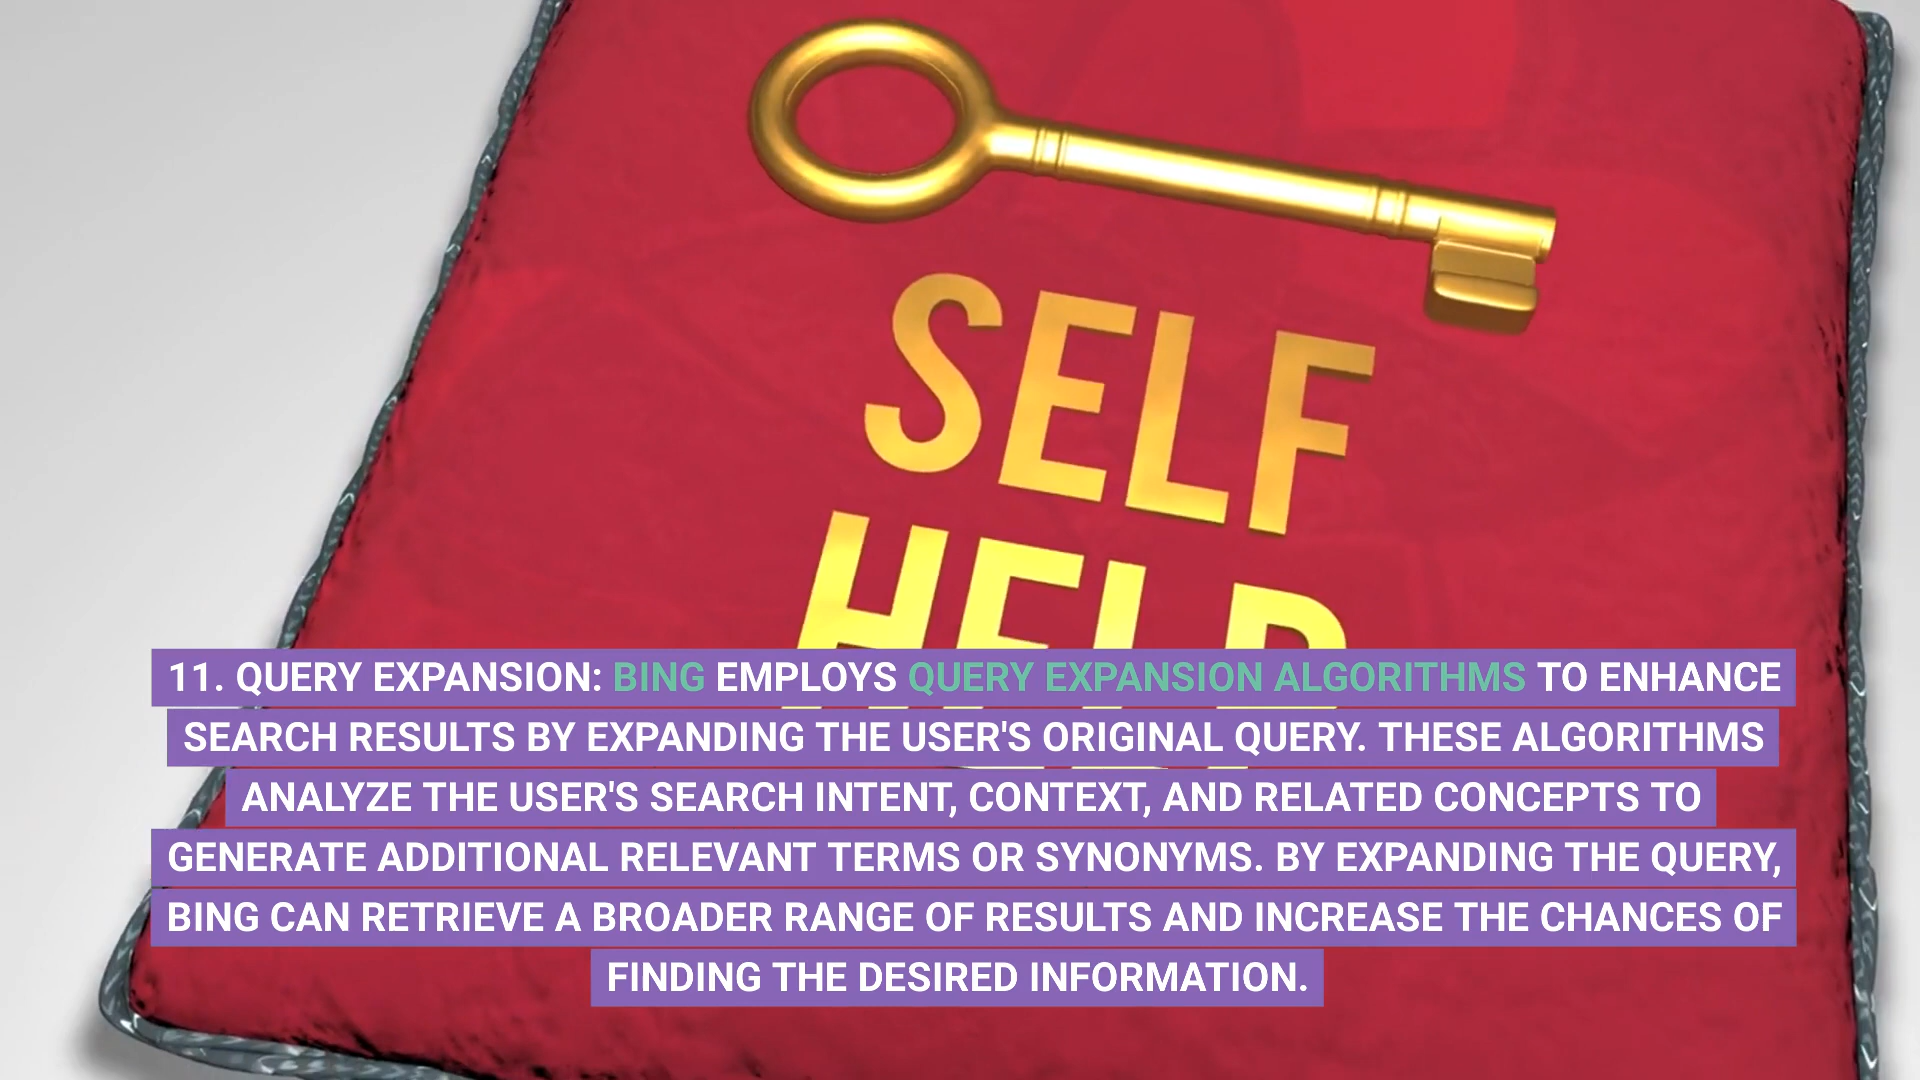 SELF
HELP
11. QUERY EXPANSION: BING EMPLOYS QUERY EXPANSION ALGORITHMS TO ENHANCE
SEARCH RESULTS BY EXPANDING THE USER'S ORIGINAL QUERY. THESE ALGORITHMS
ANALYZE THE USER'S SEARCH INTENT, CONTEXT, AND RELATED CONCEPTS TO
GENERATE ADDITIONAL RELEVANT TERMS OR SYNONYMS. BY EXPANDING THE QUERY,
BING CAN RETRIEVE A BROADER RANGE OF RESULTS AND INCREASE THE CHANCES OF
FINDING THE DESIRED INFORMATION.